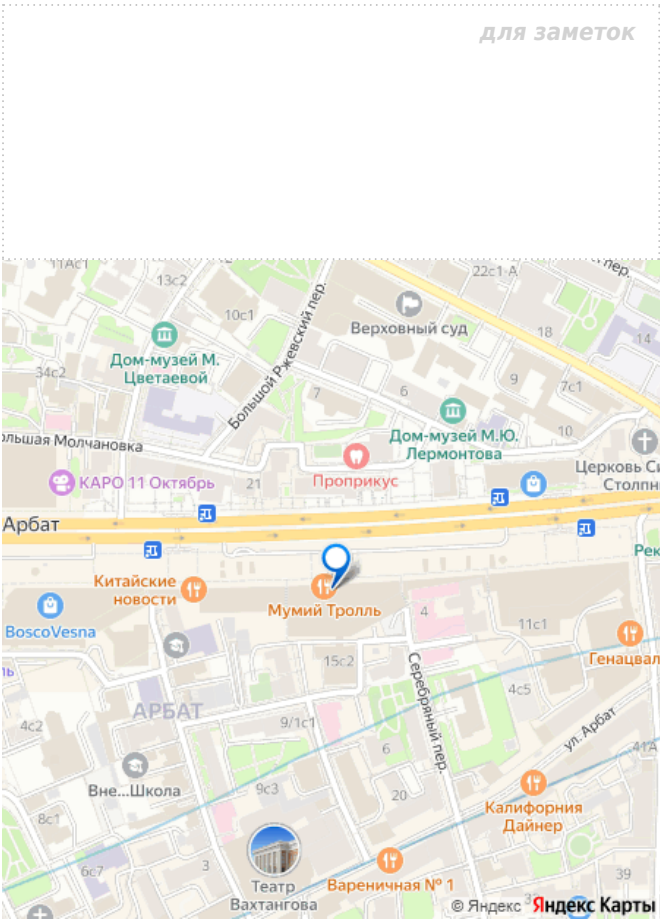 для заметок
11Ас1
13с2
22с1-А
пер.
10с1
Большой Ржевский пер.
Верховный суд
18
14
Дом-музей М.
Цветаевой
34с2
7
6
9
7с1
Дом-музей М.Ю.
Лермонтова
10
ольшая Молчановка
Проприкус
Церковь Си
Столпн
КАРО 11 Октябрь
21
Арбат
Рек
Китайские
новости
Мумий Тролль
4
11с1
BoscoVesna
Генацвал
ль
15с2
Серебряный пер.
4с5
АРБАТ
9/1с1
ул. Арбат
4с2
6
41А
Вне...Школа
9с3
20
Калифорния
Дайнер
8с1
6с7
3
Театр
Вахтангова
Вареничная № 1
39
© Яндекс Яндекс Карты